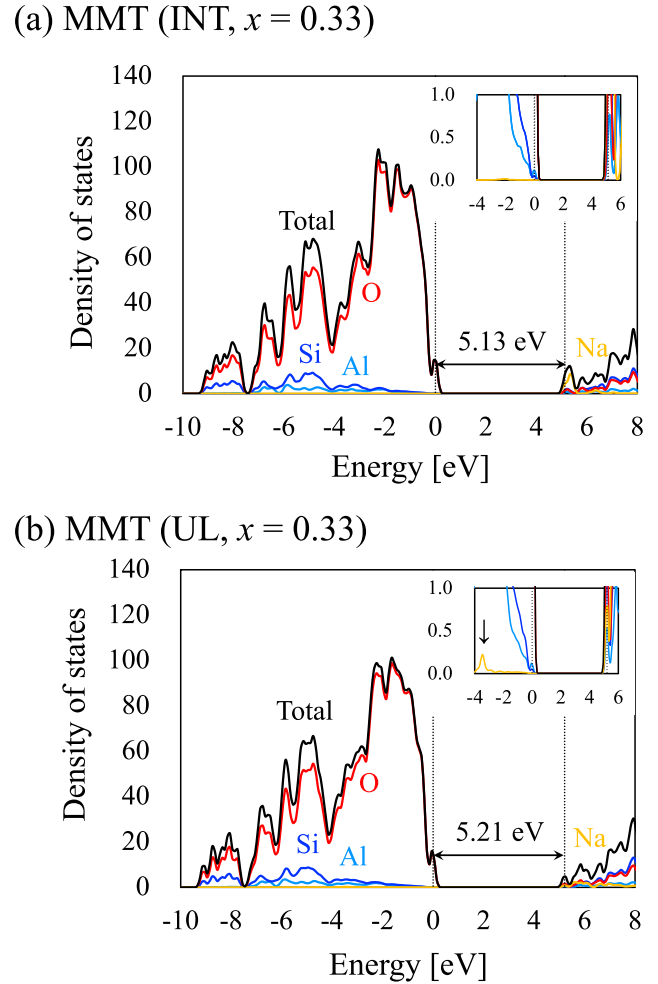 (a) MMT (INT, x = 0.33)
140
120
100
80
60
40
20
0
Density of states
1.0
0.5
0.0
-4 -2 0 2 4 6
Total
O
Si
Al
5.13 eV
Na
-10 -8 -6 -4 -2 0 2 4 6 8
Energy [eV]
(b) MMT (UL, x = 0.33)
140
120
100
80
60
40
20
0
Density of states
1.0
0.5
0.0
↓
-4 -2 0 2 4 6
Total
O
Si
Al
5.21 eV
Na
-10 -8 -6 -4 -2 0 2 4 6 8
Energy [eV]